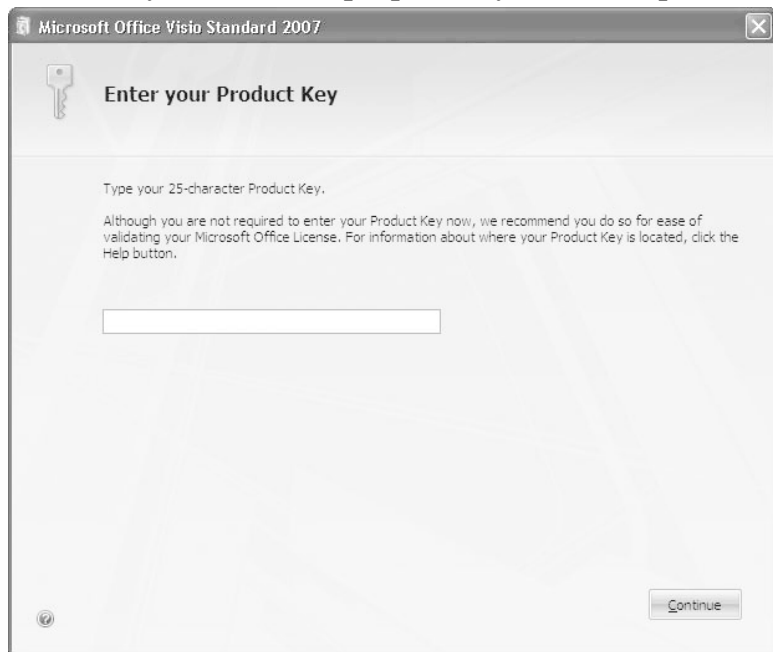 Microsoft Office Visio Standard 2007
Enter your Product Key
Type your 25-character Product Key.
Although you are not required to enter your Product Key now, we recommend you do so for ease of
validating your Microsoft Office License. For information about where your Product Key is located, click the
Help button.
Continue